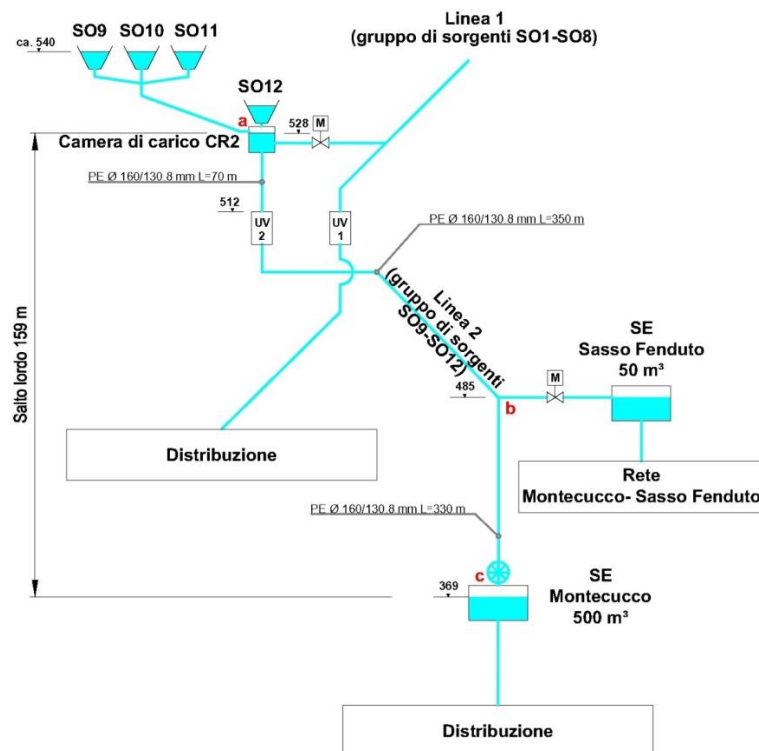 SO9
SO10
SO11
ca. 540
Linea 1
(gruppo di sorgenti SO1-SO8)
SO12
a
528
M
Camera di carico CR2
PE Ø 160/130.8 mm L=70 m
512
UV
2
UV
1
PE Ø 160/130.8 mm L=350 m
Linea 2
(gruppo di sorgenti
SO9-SO12)
Salto lordo 159 m
SE
Sasso Fenduto
50 m³
M
485
b
Distribuzione
Rete
Montecucco- Sasso Fenduto
PE Ø 160/130.8 mm L=330 m
c
369
SE
Montecucco
500 m³
Distribuzione